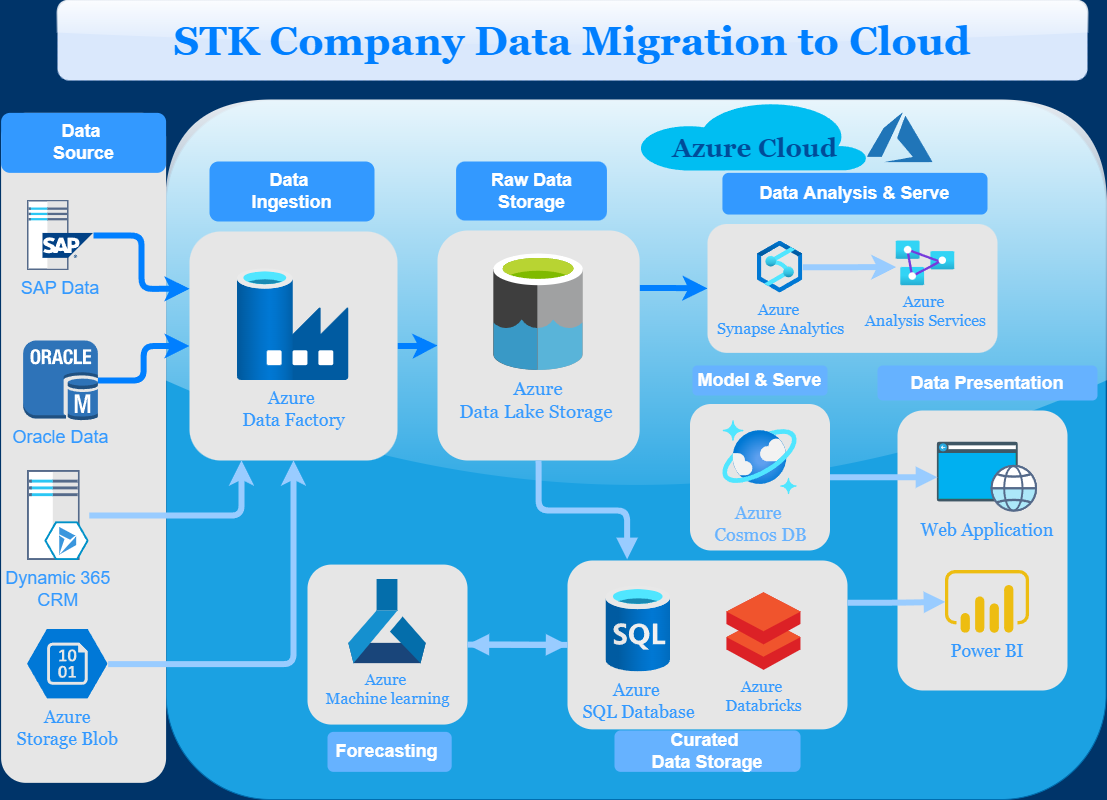 STK Company Data Migration to Cloud
Data
Source
SAP
SAP Data
ORACLE
M
Oracle Data
Dynamic 365
CRM
10
01
Azure
Storage Blob
Data
Ingestion
Azure
Data Factory
Raw Data
Storage
Azure
Data Lake Storage
Azure Cloud
Data Analysis & Serve
Azure
Synapse Analytics
Azure
Analysis Services
Model & Serve
Azure
Cosmos DB
Data Presentation
Web Application
Power BI
Azure
Machine learning
Forecasting
SQL
Azure
SQL Database
Azure
Databricks
Curated
Data Storage